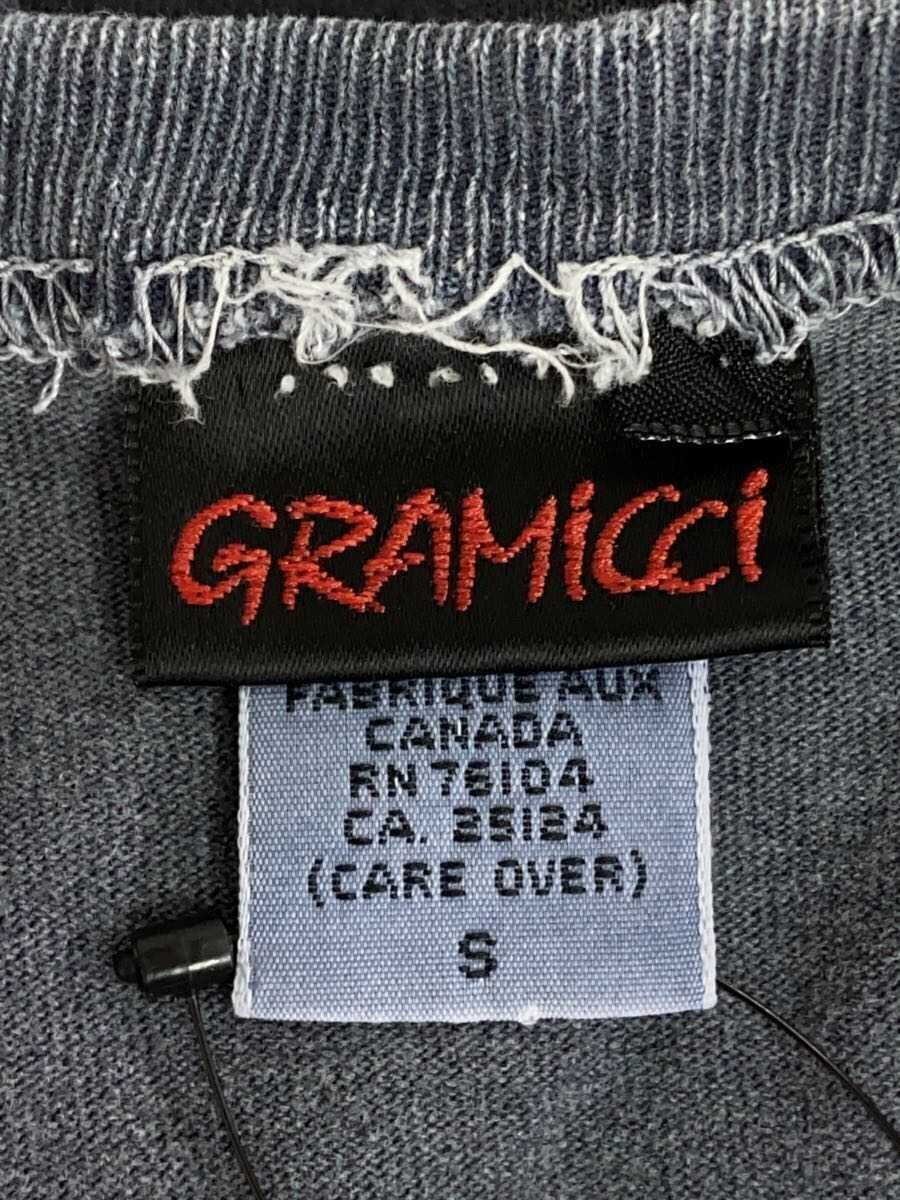 GRAMiCCi
FABRIQUE AUX
CANADA
RN 76104
CA. 25124
(CARE OVER)
S